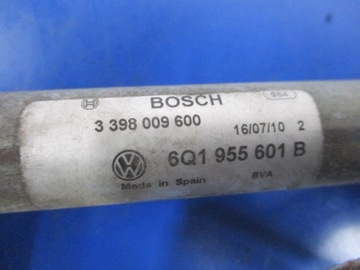 BOSCH
3 398 009 600
16/07/10 2
6Q1 955 601 B
Made in Spain
BVA